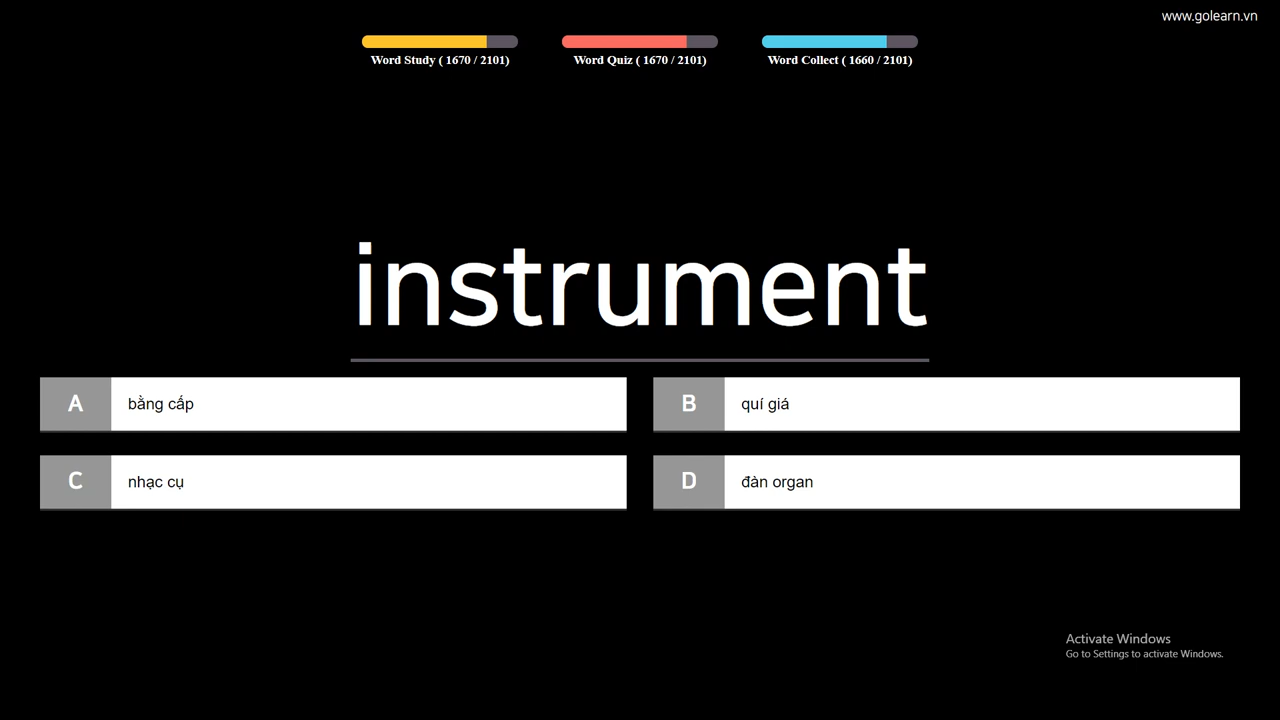 www.golearn.vn
Word Study ( 1670 / 2101) Word Quiz ( 1670 / 2101) Word Collect ( 1660 / 2101)
instrument
A bằng cấp
B quí giá
C nhạc cụ
D đàn organ
Activate Windows
Go to Settings to activate Windows.